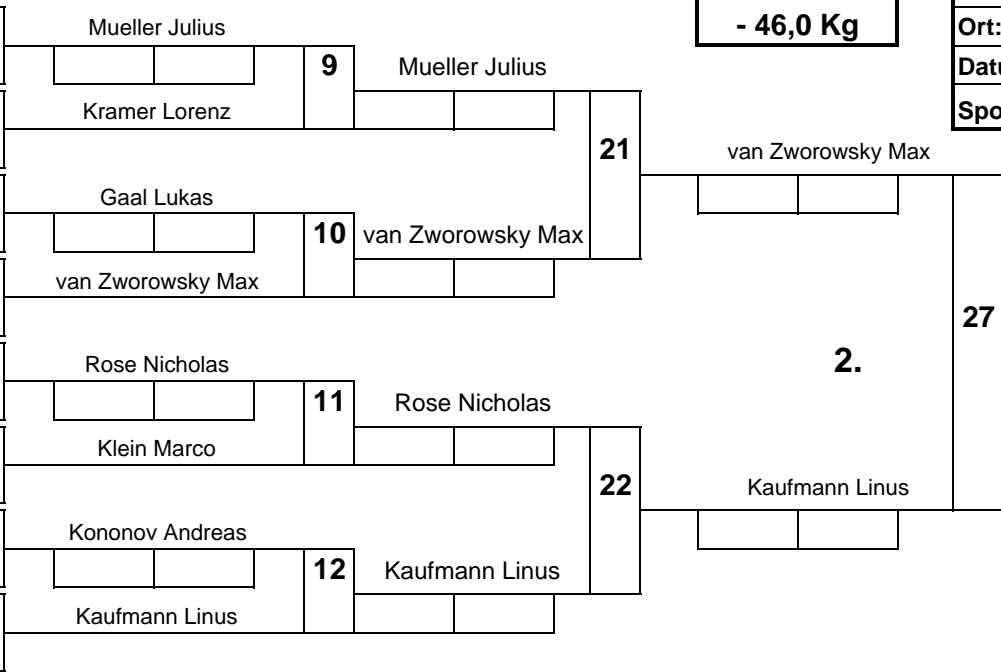 - 46,0 Kg
Ort:
Datu
Spo
Mueller Julius
9
Mueller Julius
Kramer Lorenz
21
van Zworowsky Max
Gaal Lukas
10
van Zworowsky Max
van Zworowsky Max
27
2.
Rose Nicholas
11
Rose Nicholas
Klein Marco
22
Kaufmann Linus
Kononov Andreas
12
Kaufmann Linus
Kaufmann Linus